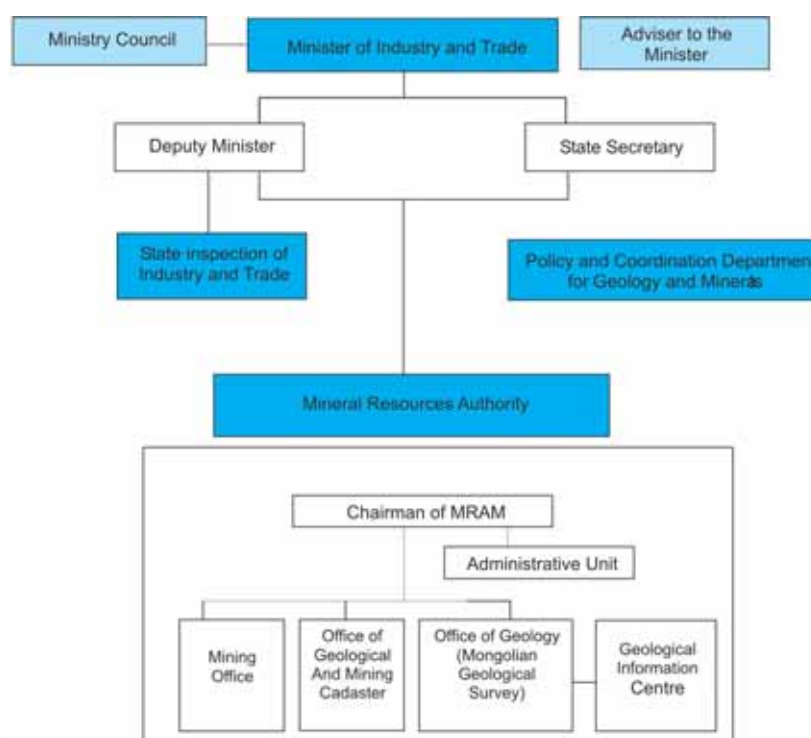 Ministry Council
Minister of Industry and Trade
Adviser to the
Minister
Deputy Minister
State Secretary
State inspection of
Industry and Trade
Policy and Coordination Departmen
for Geology and Minerals
Mineral Resources Authority
Chairman of MRAM
Administrative Unit
Mining
Office
Office of
Geological
And Mining
Cadaster
Office of Geology
(Mongolian
Geological
Survey)
Geological
Information
Centre